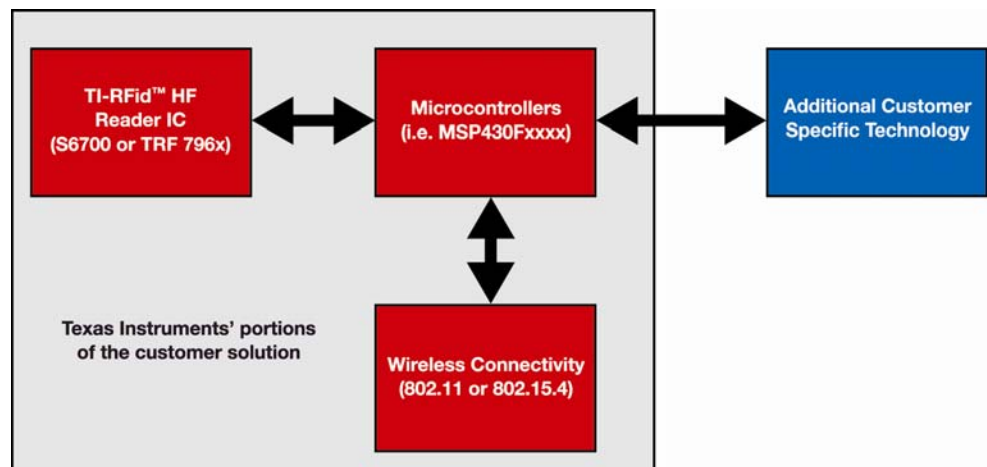 TI-RFid™ HF
Reader IC
(S6700 or TRF 796x)
Microcontrollers
(i.e. MSP430Fxxxx)
Additional Customer
Specific Technology
Texas Instruments’ portions
of the customer solution
Wireless Connectivity
(802.11 or 802.15.4)